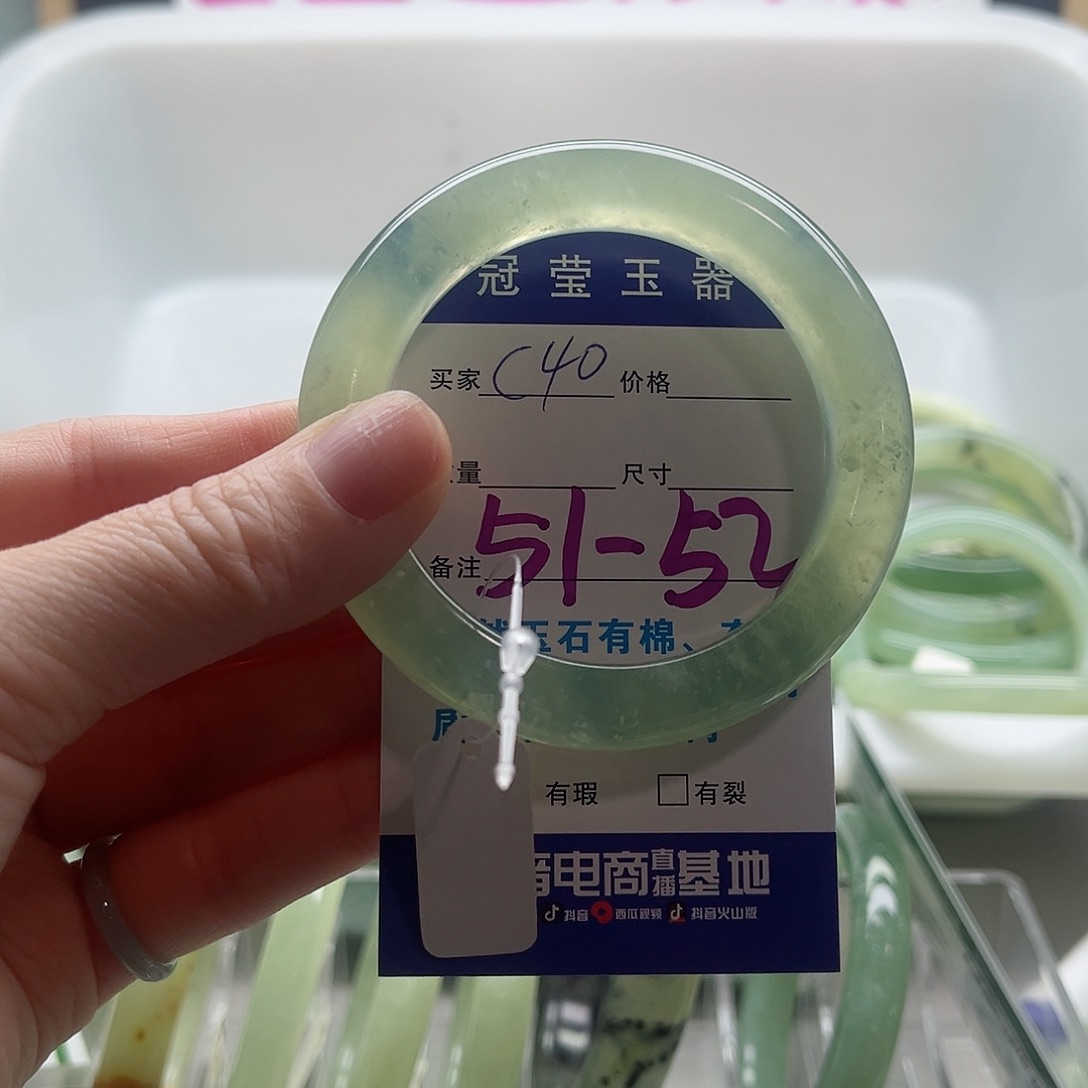 冠莹玉器
买家 C40 价格
量 尺寸
备注 51-52
玉石有棉、
有瑕 有裂
音电商直播基地
抖音 西瓜视频 抖音火山版